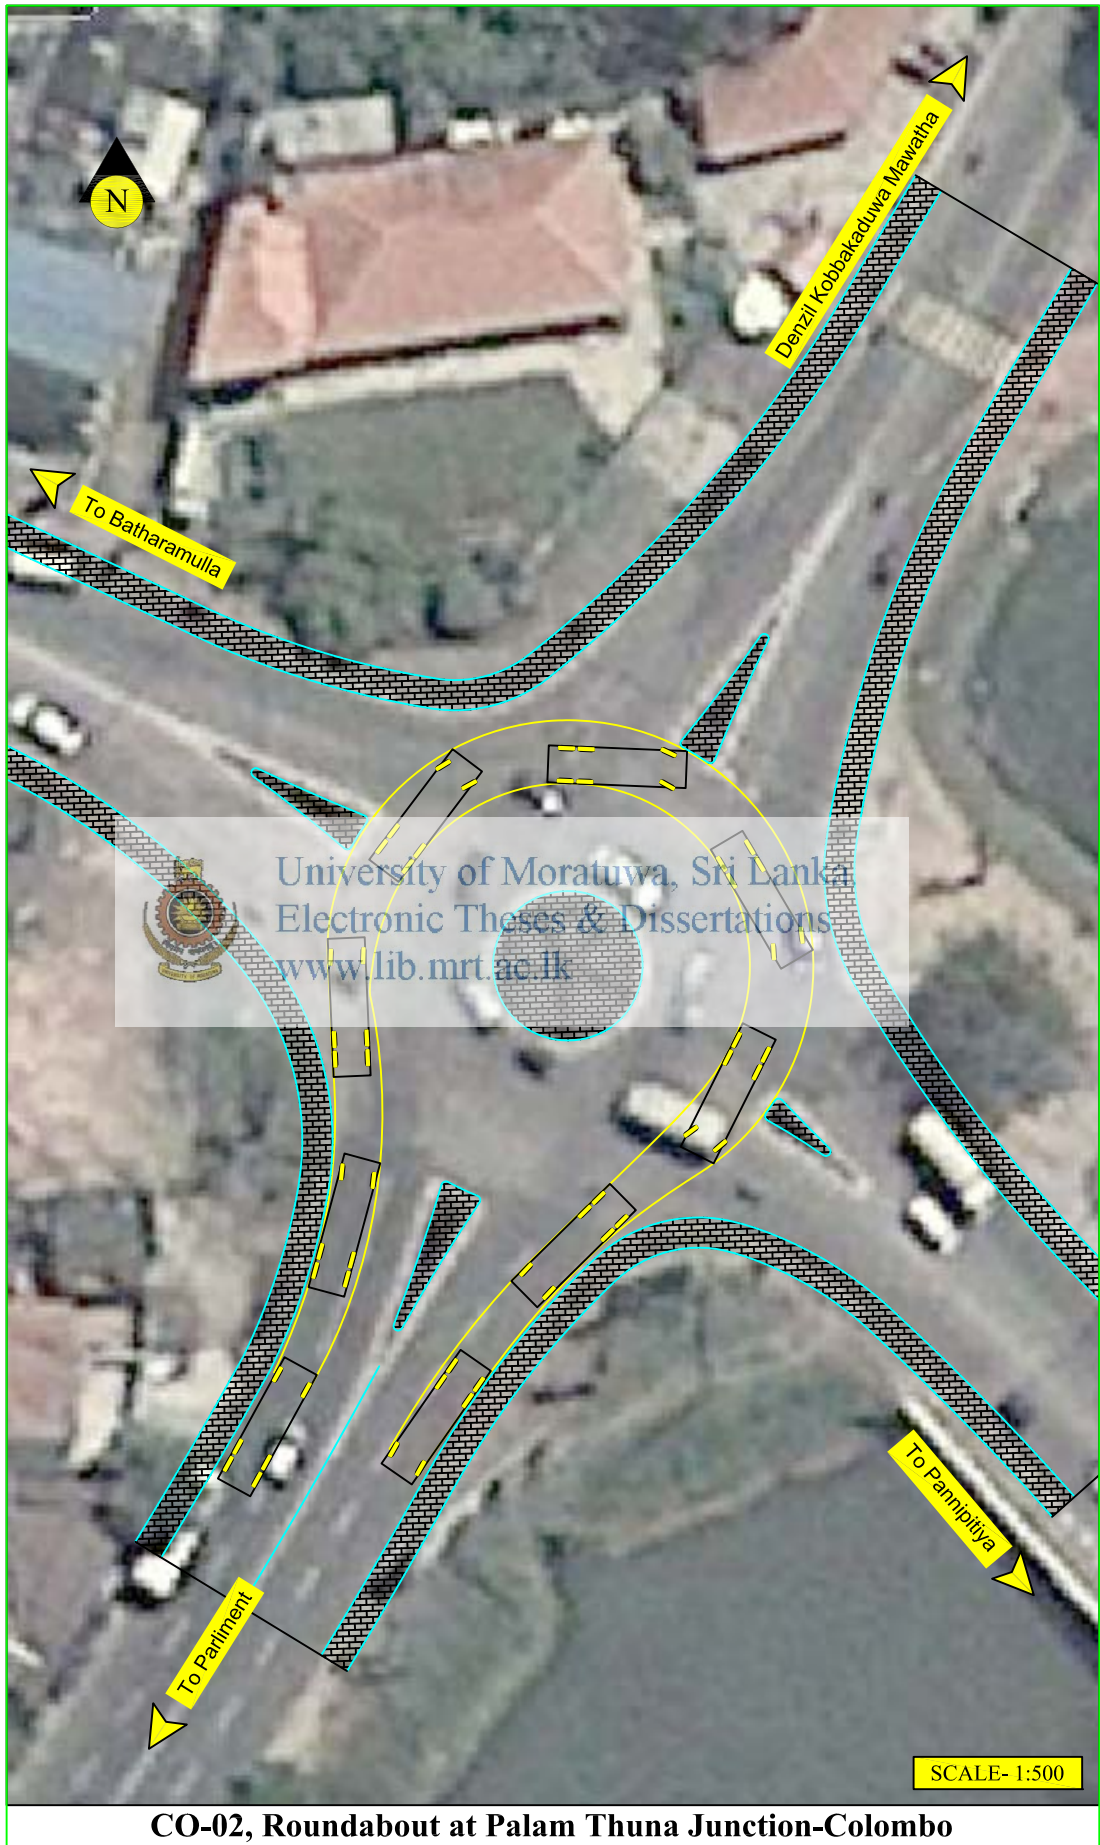 N
Denzil Kobbakaduwa Mawatha
To Batharamulla
University of Moratuwa, Sri Lanka
Electronic Theses & Dissertations
www.lib.mrt.ac.lk
To Pannipitiya
To Parliment
SCALE- 1:500
CO-02, Roundabout at Palam Thuna Junction-Colombo